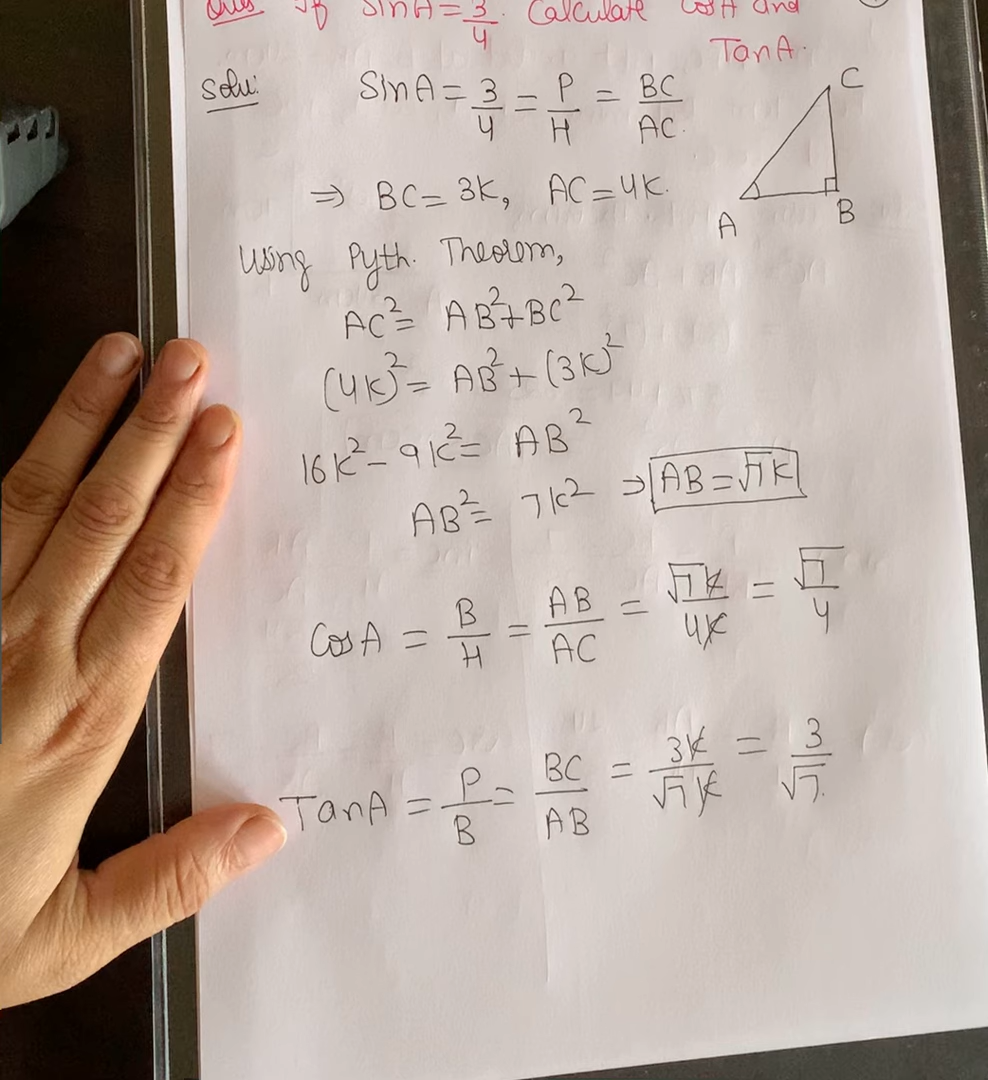 Ques If SinA = 3/4. Calculate CosA and
TanA.
Solu: SinA = 3/4 = P/H = BC/AC.
C
⇒ BC = 3K, AC = 4K.
A B
Using Pyth. Theorem,
AC² = AB² + BC²
(4K)² = AB² + (3K)²
16K² - 9K² = AB²
AB² = 7K² ⇒ AB = √7K
CosA = B/H = AB/AC = √7K/4K = √7/4
TanA = P/B = BC/AB = 3K/√7K = 3/√7.